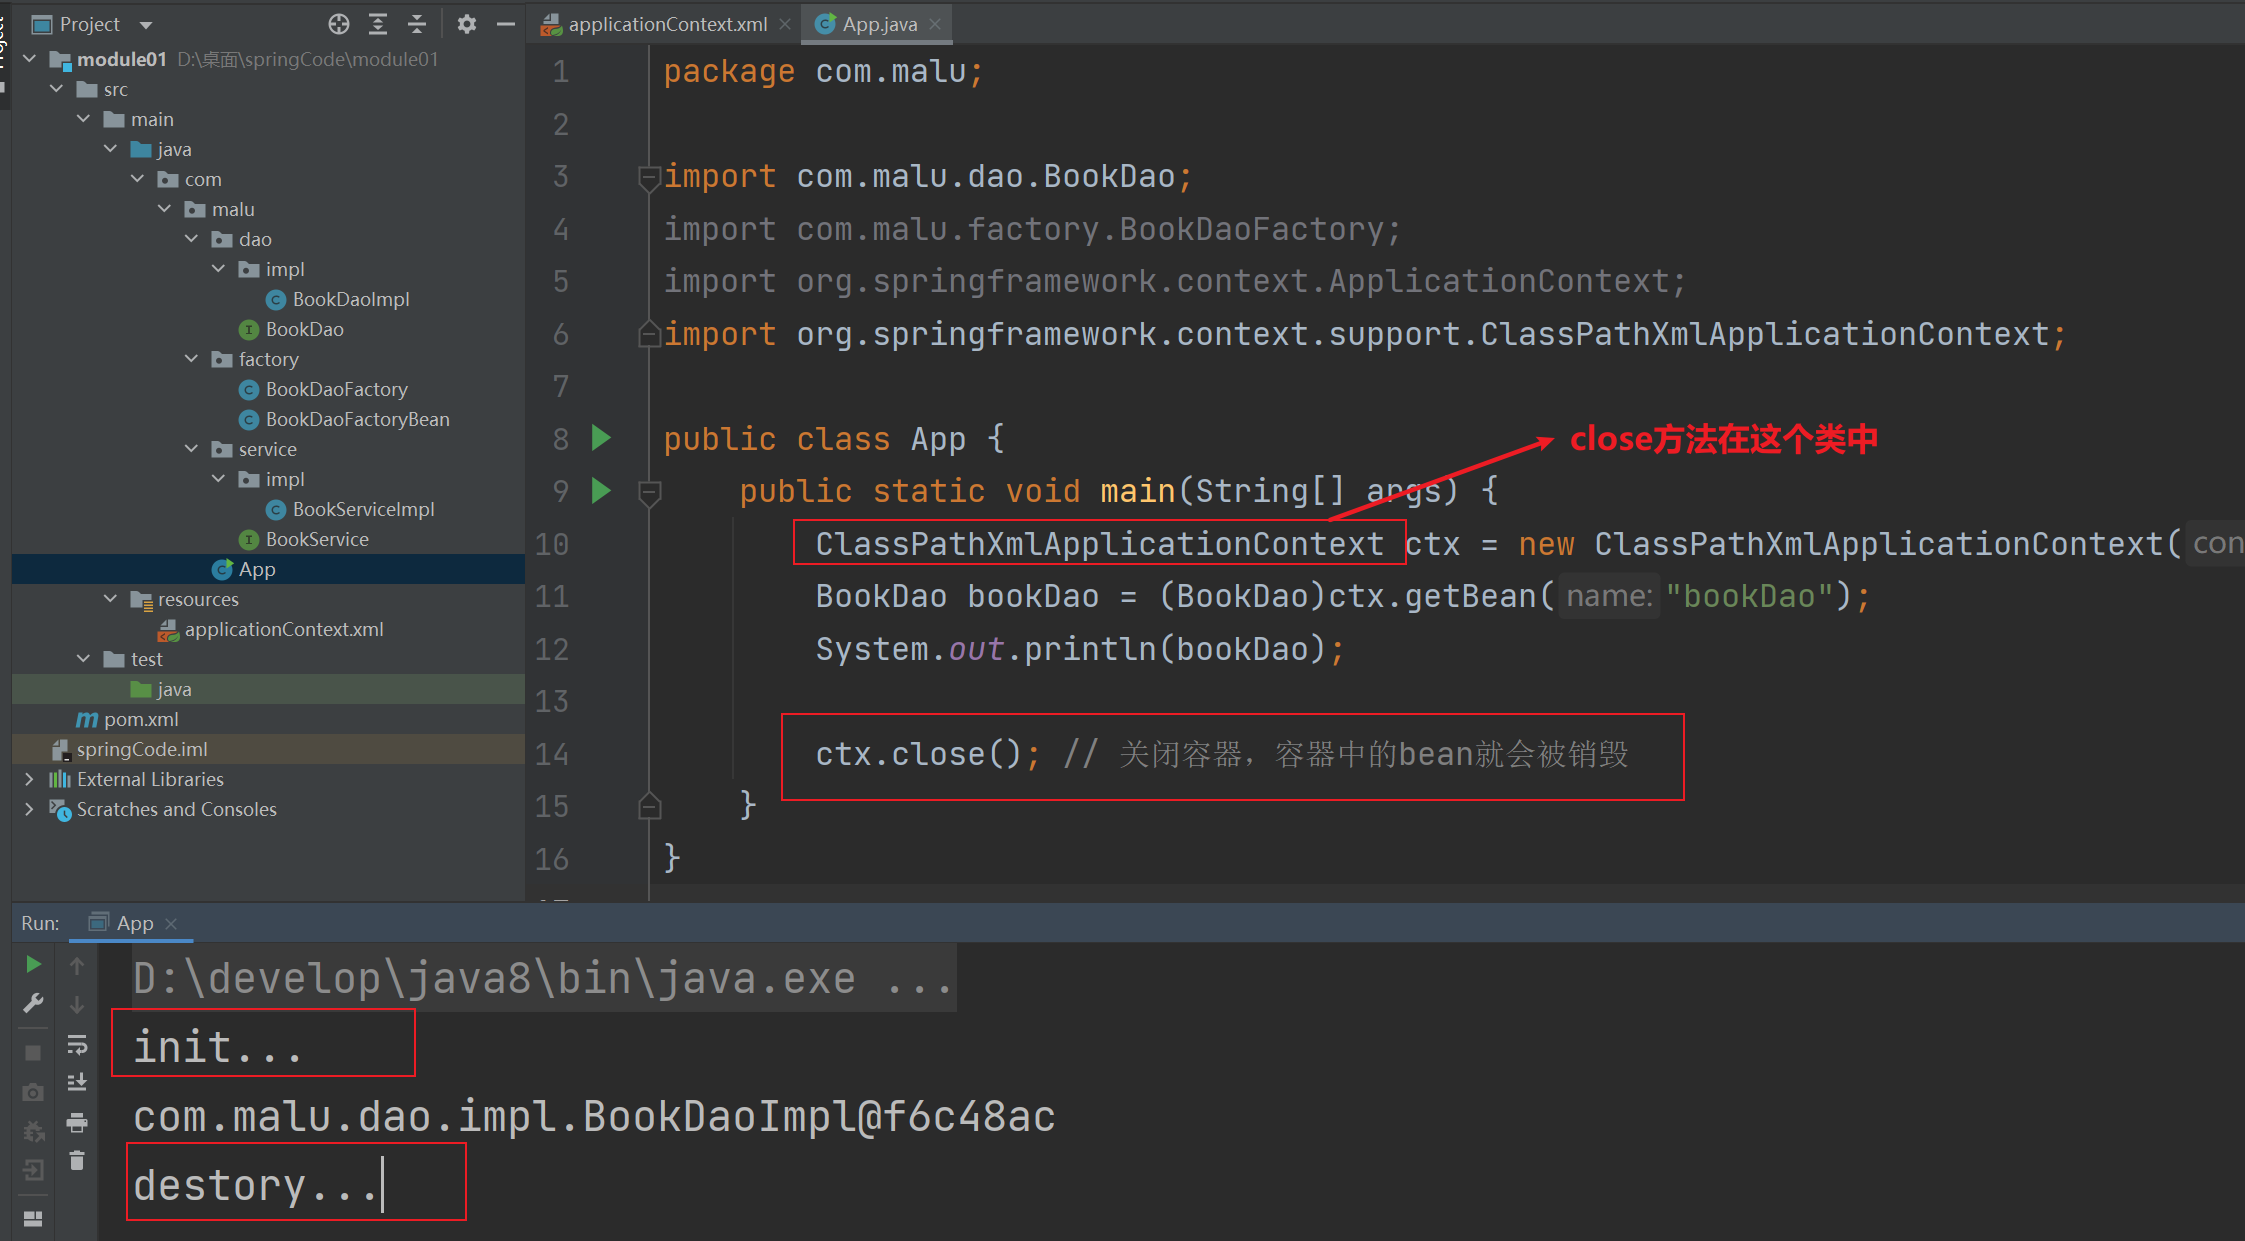 Project
module01 D:\桌面\springCode\module01
src
main
java
com
malu
dao
impl
BookDaoImpl
BookDao
factory
BookDaoFactory
BookDaoFactoryBean
service
impl
BookServiceImpl
BookService
App
resources
applicationContext.xml
test
java
pom.xml
springCode.iml
External Libraries
Scratches and Consoles
applicationContext.xml
App.java
1 package com.malu;
2
3 import com.malu.dao.BookDao;
4 import com.malu.factory.BookDaoFactory;
5 import org.springframework.context.ApplicationContext;
6 import org.springframework.context.support.ClassPathXmlApplicationContext;
7
8 public class App {
close方法在这个类中
9 public static void main(String[] args) {
10 ClassPathXmlApplicationContext ctx = new ClassPathXmlApplicationContext( con
11 BookDao bookDao = (BookDao)ctx.getBean( name: "bookDao");
12 System.out.println(bookDao);
13
14 ctx.close(); // 关闭容器，容器中的bean就会被销毁
15 }
16 }
Run: App
D:\develop\java8\bin\java.exe ...
init...
com.malu.dao.impl.BookDaoImpl@f6c48ac
destory...